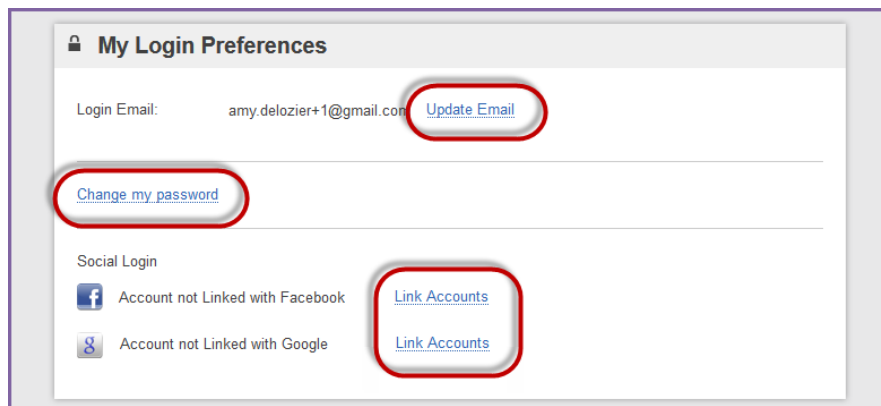 My Login Preferences
Login Email: amy.delozier+1@gmail.com Update Email
Change my password
Social Login
f Account not Linked with Facebook Link Accounts
g Account not Linked with Google Link Accounts